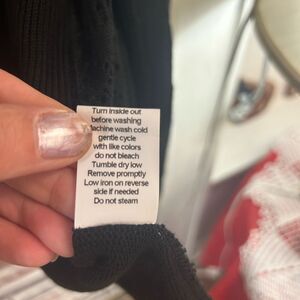 Turn inside out
before washing
Machine wash cold
gentle cycle
with like colors
do not bleach
Tumble dry low
Remove promptly
Low iron on reverse
side if needed
Do not steam